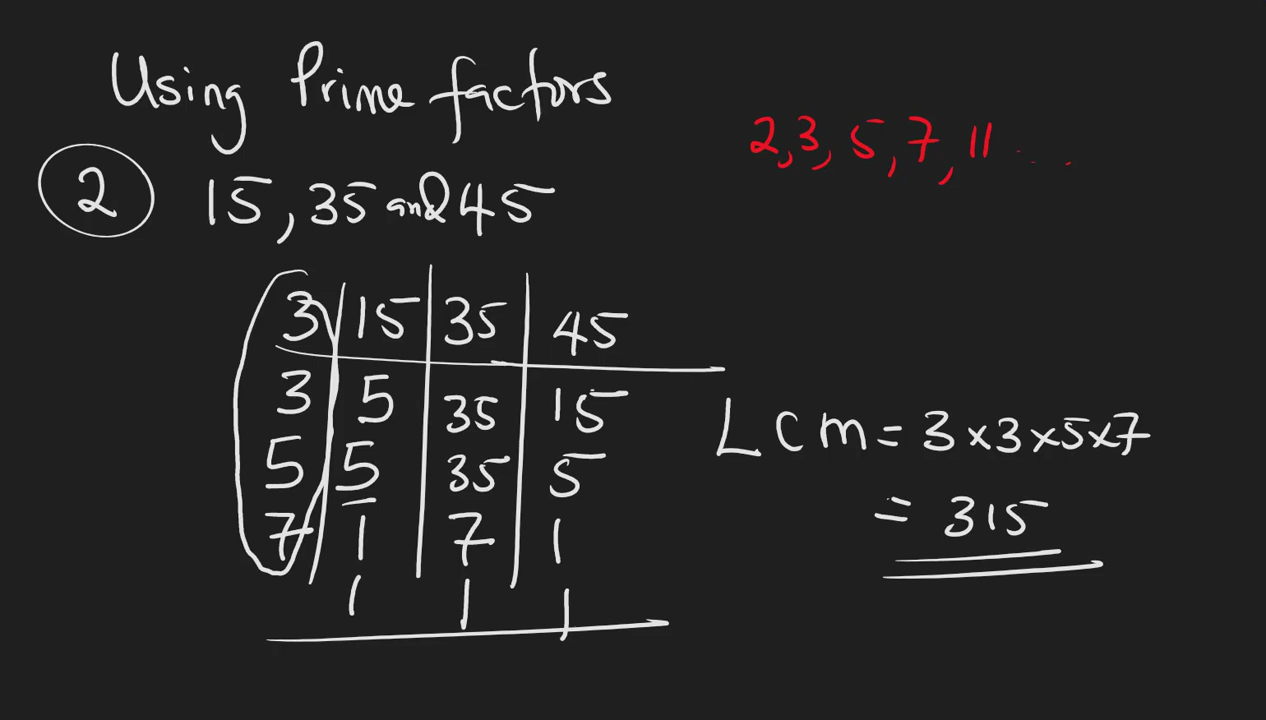 Using Prime factors
2, 3, 5, 7, 11 .....
2 15, 35 and 45
3 15 35 45
3 5 35 15
5 5 35 5
7 1 7 1
1 1 1
LCM = 3×3×5×7
= 315